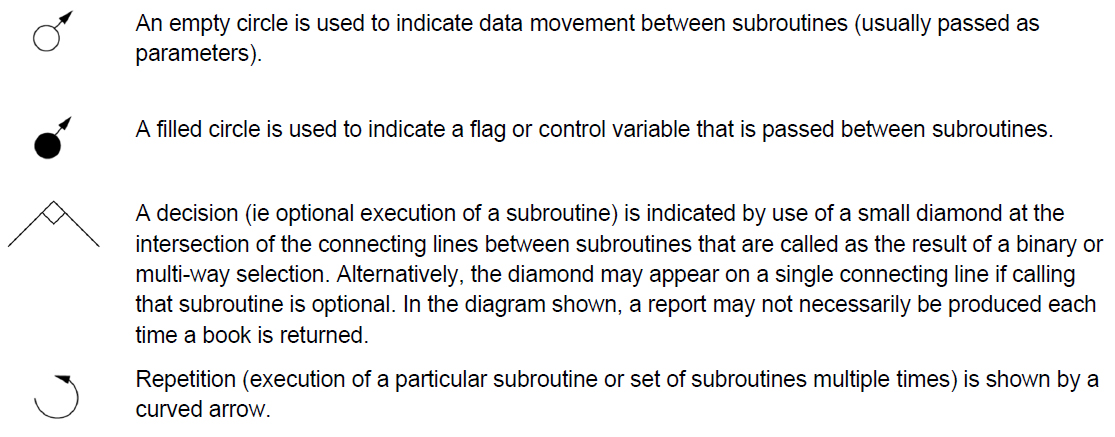 An empty circle is used to indicate data movement between subroutines (usually passed as
parameters).
A filled circle is used to indicate a flag or control variable that is passed between subroutines.
A decision (ie optional execution of a subroutine) is indicated by use of a small diamond at the
intersection of the connecting lines between subroutines that are called as the result of a binary or
multi-way selection. Alternatively, the diamond may appear on a single connecting line if calling
that subroutine is optional. In the diagram shown, a report may not necessarily be produced each
time a book is returned.
Repetition (execution of a particular subroutine or set of subroutines multiple times) is shown by a
curved arrow.